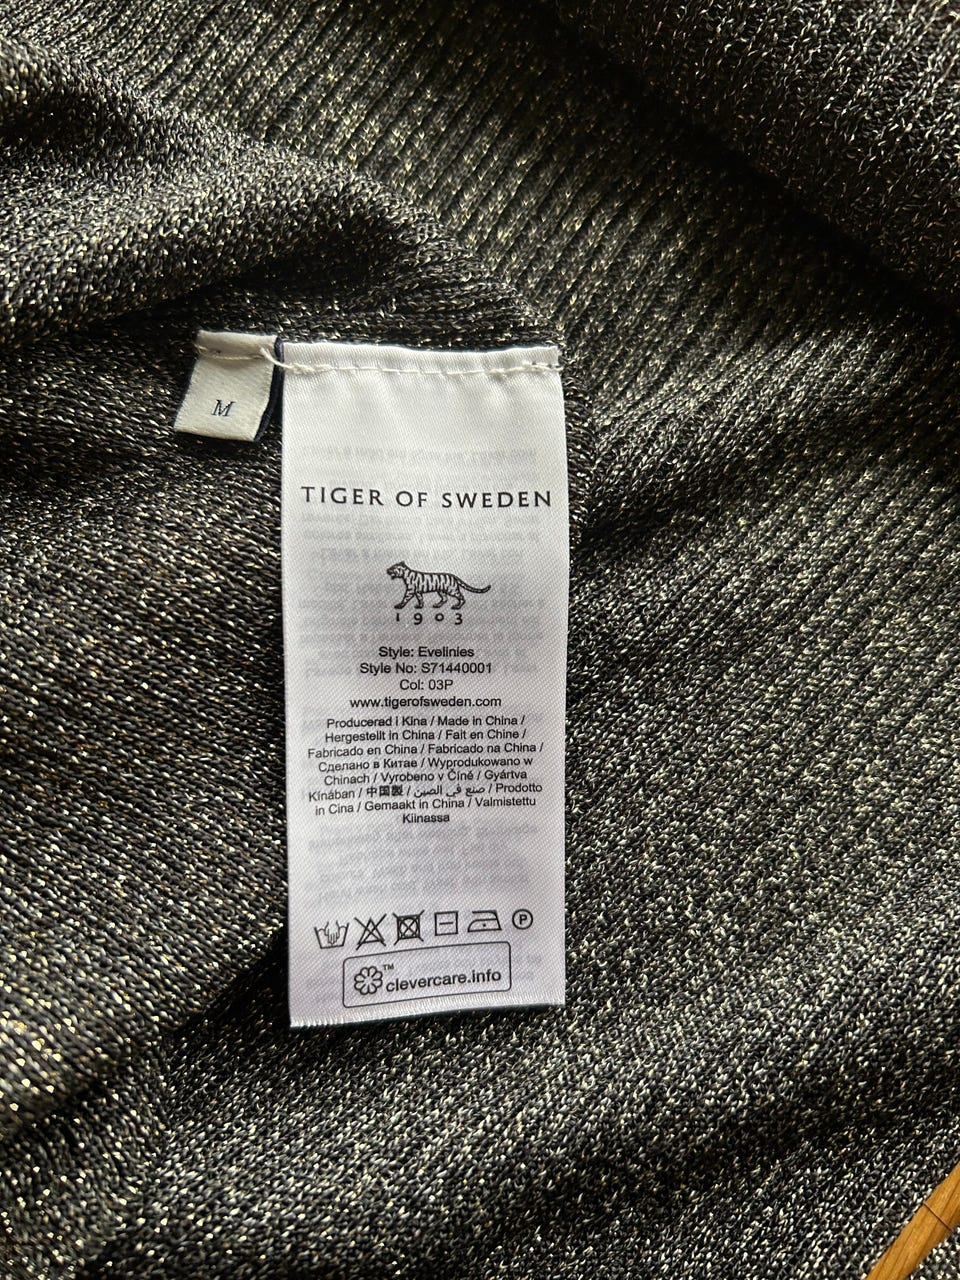 M
TIGER OF SWEDEN
1903
Style: Evelinies
Style No: S71440001
Col: 03P
www.tigerofsweden.com
Producerad i Kina / Made in China /
Hergestellt in China / Fait en Chine /
Fabricado en China / Fabricado na China /
Сделано в Китае / Wyprodukowano w
Chinach / Vyrobeno v Číně / Gyártva
Kínában / 中国製 / صنع في الصين / Prodotto
in Cina / Gemaakt in China / Valmistettu
Kiinassa
P
clevercare.info™